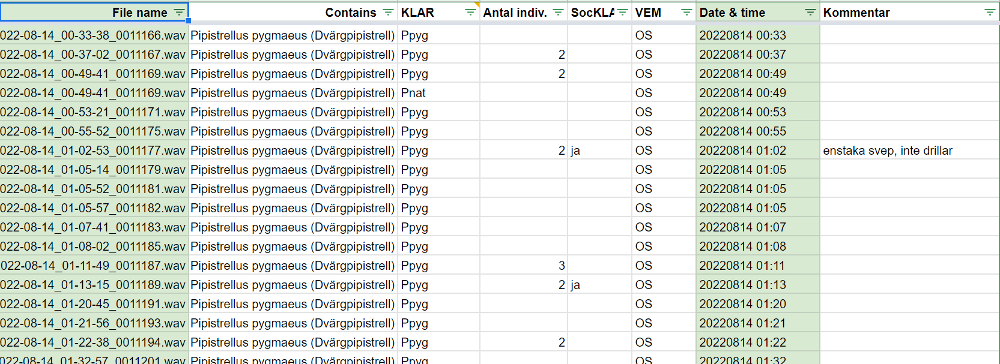 File name Contains KLAR Antal indiv. SocKLA VEM Date & time Kommentar
022-08-14_00-33-38_0011166.wav Pipistrellus pygmaeus (Dvärgpipistrell) Ppyg OS 20220814 00:33
022-08-14_00-37-02_0011167.wav Pipistrellus pygmaeus (Dvärgpipistrell) Ppyg 2 OS 20220814 00:37
022-08-14_00-49-41_0011169.wav Pipistrellus pygmaeus (Dvärgpipistrell) Ppyg 2 OS 20220814 00:49
022-08-14_00-49-41_0011169.wav Pipistrellus pygmaeus (Dvärgpipistrell) Pnat OS 20220814 00:49
022-08-14_00-53-21_0011171.wav Pipistrellus pygmaeus (Dvärgpipistrell) Ppyg OS 20220814 00:53
022-08-14_00-55-52_0011175.wav Pipistrellus pygmaeus (Dvärgpipistrell) Ppyg OS 20220814 00:55
022-08-14_01-02-53_0011177.wav Pipistrellus pygmaeus (Dvärgpipistrell) Ppyg 2 ja OS 20220814 01:02 enstaka svep, inte drillar
022-08-14_01-05-14_0011179.wav Pipistrellus pygmaeus (Dvärgpipistrell) Ppyg OS 20220814 01:05
022-08-14_01-05-52_0011181.wav Pipistrellus pygmaeus (Dvärgpipistrell) Ppyg OS 20220814 01:05
022-08-14_01-05-57_0011182.wav Pipistrellus pygmaeus (Dvärgpipistrell) Ppyg OS 20220814 01:05
022-08-14_01-07-41_0011183.wav Pipistrellus pygmaeus (Dvärgpipistrell) Ppyg OS 20220814 01:07
022-08-14_01-08-02_0011185.wav Pipistrellus pygmaeus (Dvärgpipistrell) Ppyg OS 20220814 01:08
022-08-14_01-11-49_0011187.wav Pipistrellus pygmaeus (Dvärgpipistrell) Ppyg 3 OS 20220814 01:11
022-08-14_01-13-15_0011189.wav Pipistrellus pygmaeus (Dvärgpipistrell) Ppyg 2 ja OS 20220814 01:13
022-08-14_01-20-45_0011191.wav Pipistrellus pygmaeus (Dvärgpipistrell) Ppyg OS 20220814 01:20
022-08-14_01-21-56_0011193.wav Pipistrellus pygmaeus (Dvärgpipistrell) Ppyg OS 20220814 01:21
022-08-14_01-22-38_0011194.wav Pipistrellus pygmaeus (Dvärgpipistrell) Ppyg 2 OS 20220814 01:22
022-08-14_01-32-57_0011201.wav Pipistrellus pygmaeus (Dvärgpipistrell) Ppyg OS 20220814 01:32